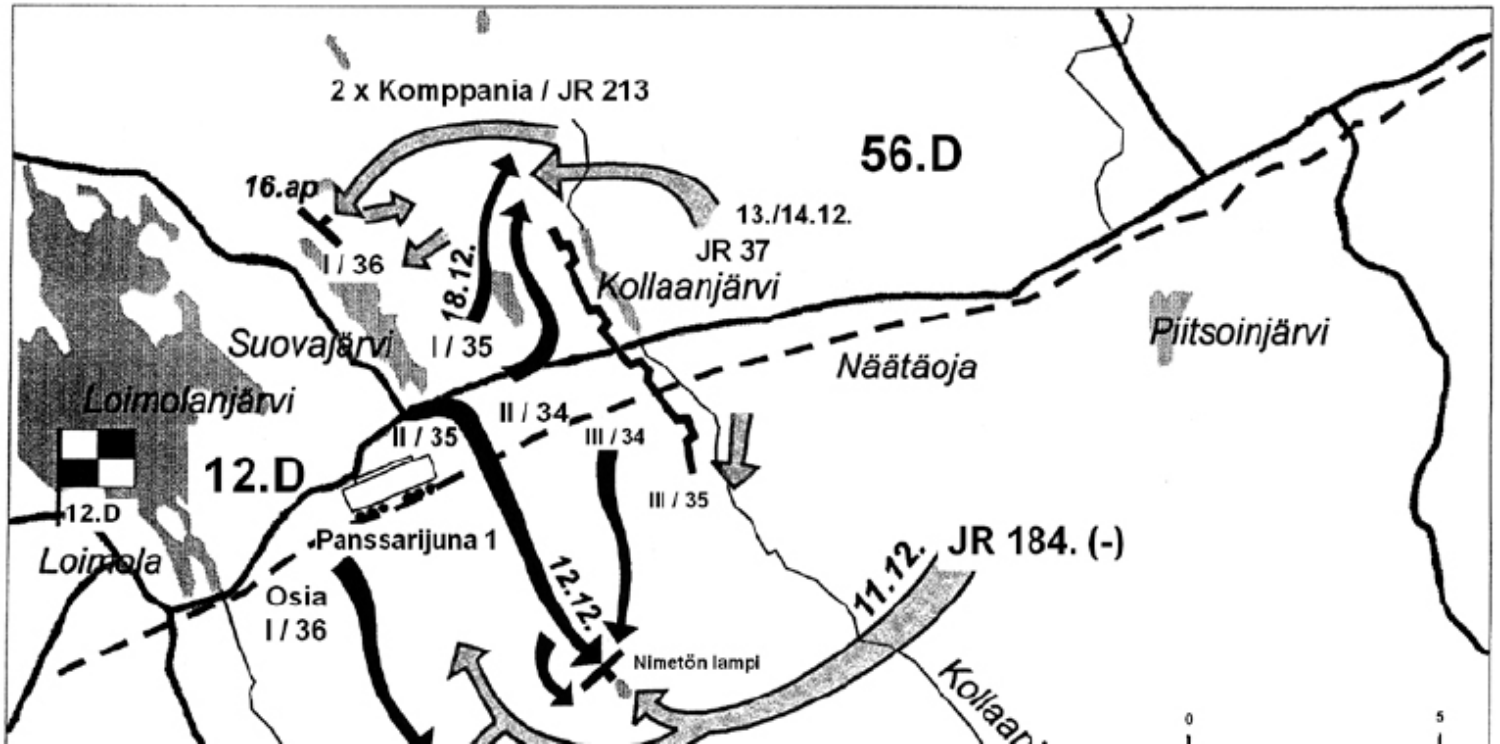 2 x Komppania / JR 213
56.D
16.ap
13./14.12.
JR 37
I / 36
18.12.
Kollaanjärvi
Suovajärvi
I / 35
Piitsoinjärvi
Näätäoja
Loimolanjärvi
II / 34
II / 35
III / 34
12.D
III / 35
12.D
Panssarijuna 1
JR 184. (-)
Loimola
12.12.
11.12.
Osia
I / 36
Nimetön lampi
0
5